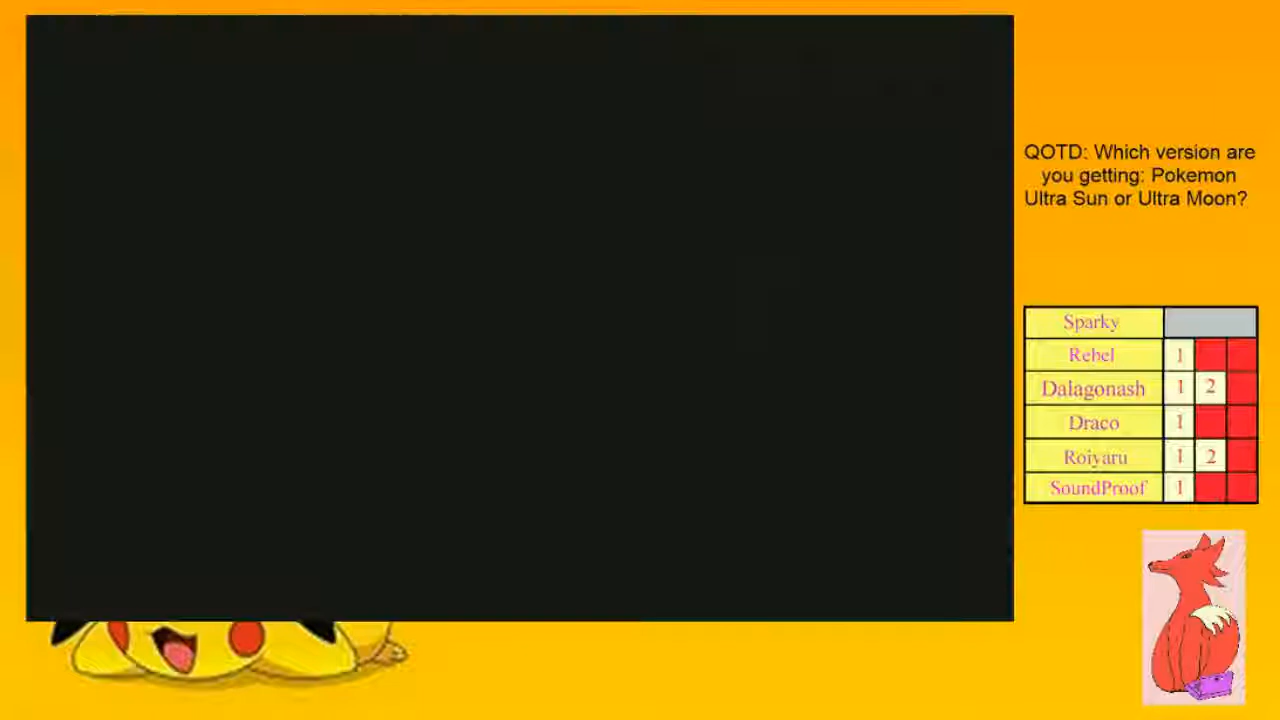 QOTD: Which version are
you getting: Pokemon
Ultra Sun or Ultra Moon?
Sparky
Rebel 1
Dalagonash 1 2
Draco 1
Roiyaru 1 2
SoundProof 1